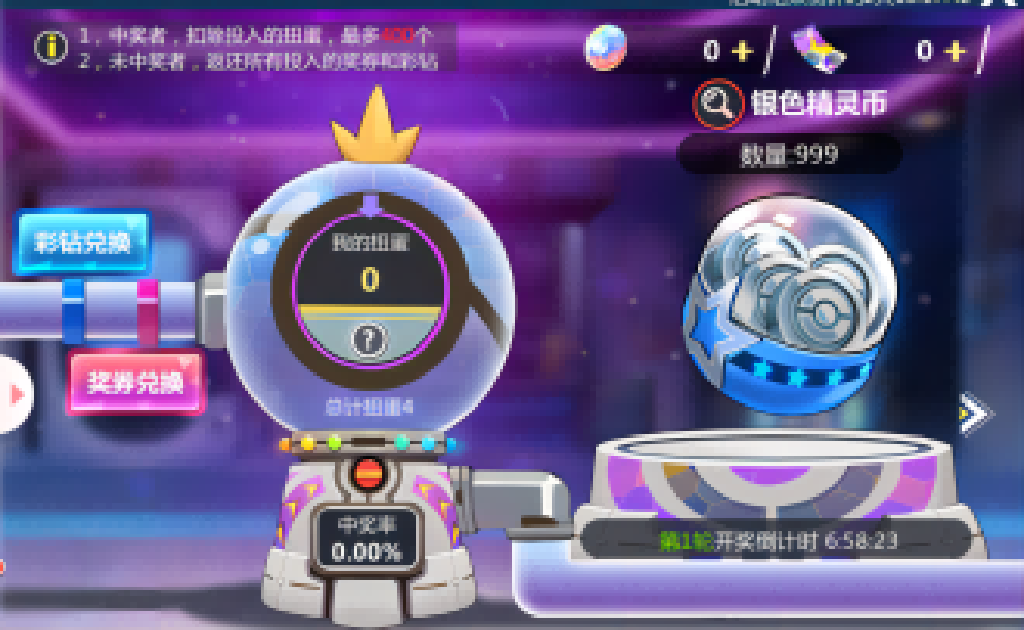 1，中奖者，扣除投入的扭蛋，最多400个
2，未中奖者，返还所有投入的奖券和彩钻
0
0
银色精灵币
数量:999
彩钻兑换
我的扭蛋
0
?
奖券兑换
总计扭蛋4
中奖率
0.00%
第1轮开奖倒计时 6:58:23